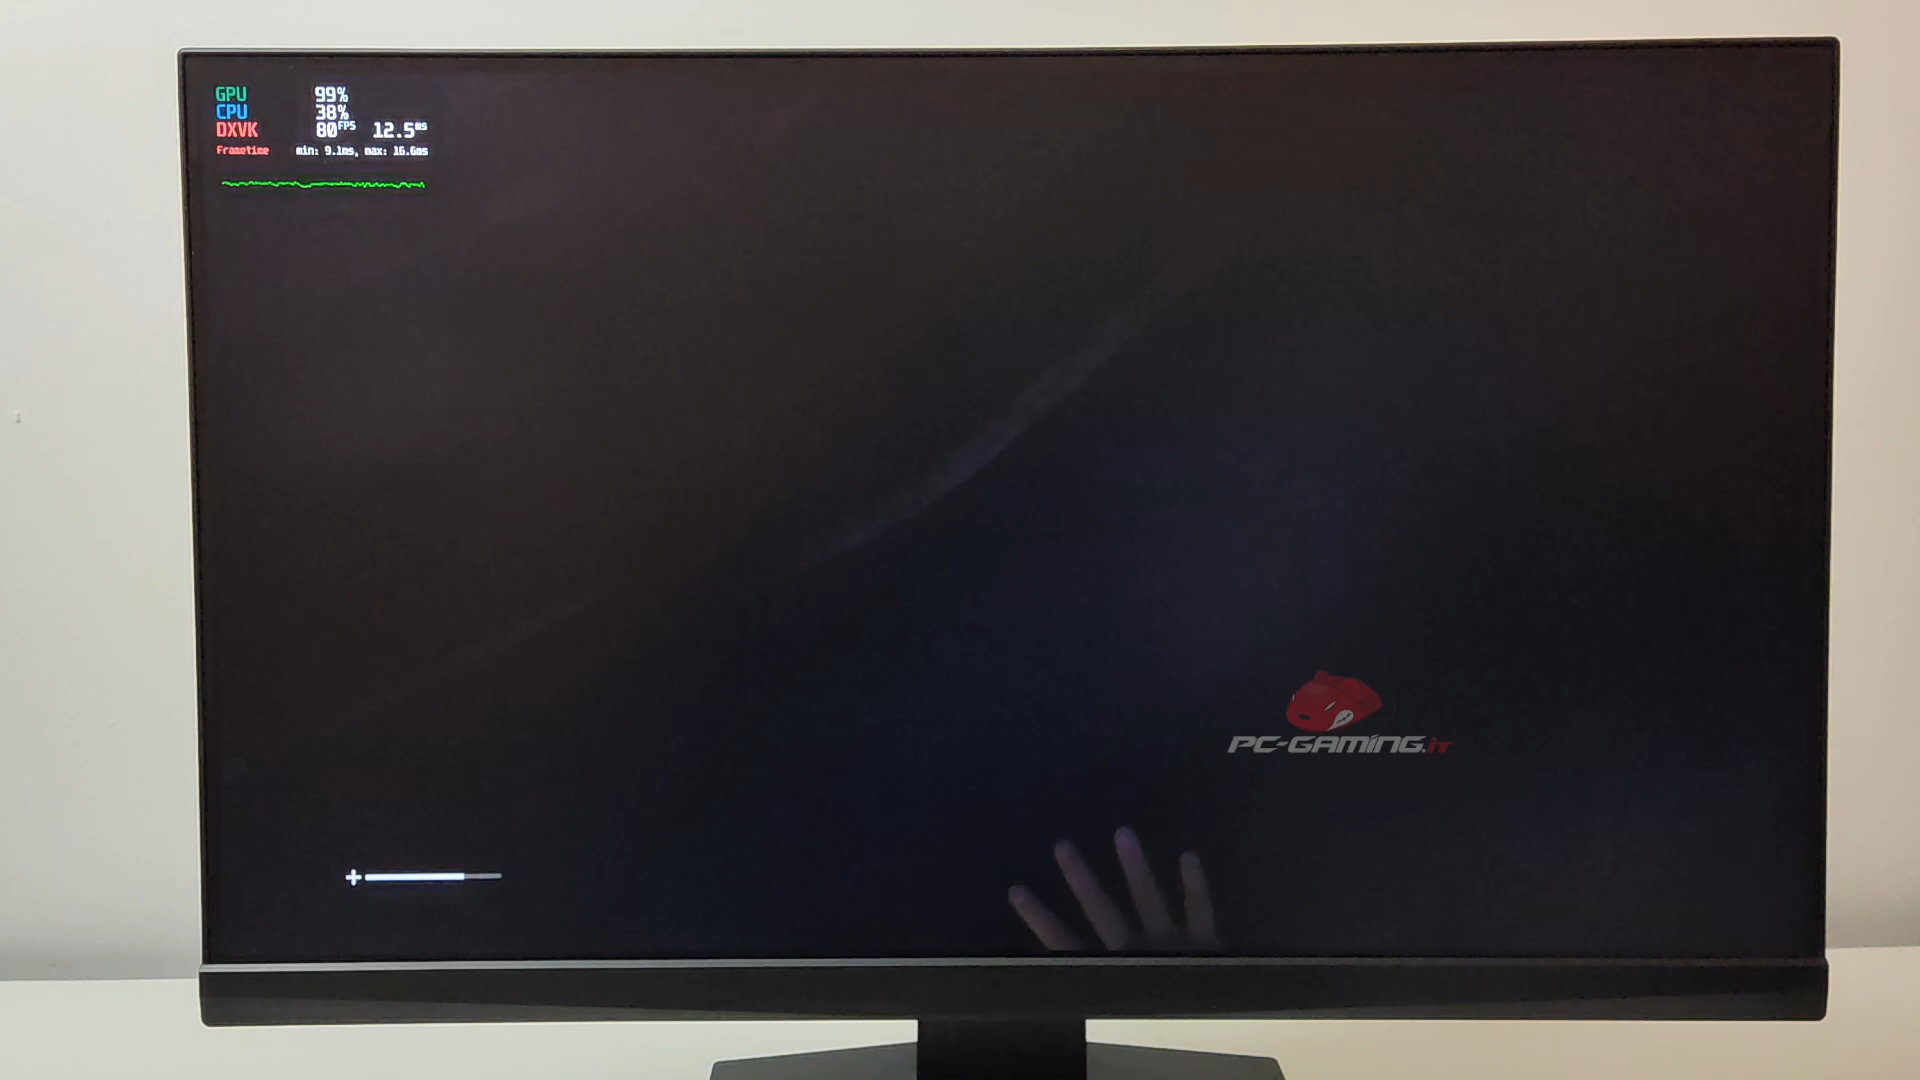 GPU 99%
CPU 38%
DXVK 80FPS 12.5ms
Frametime min: 9.1ms, max: 16.6ms
PC-GAMING.IT